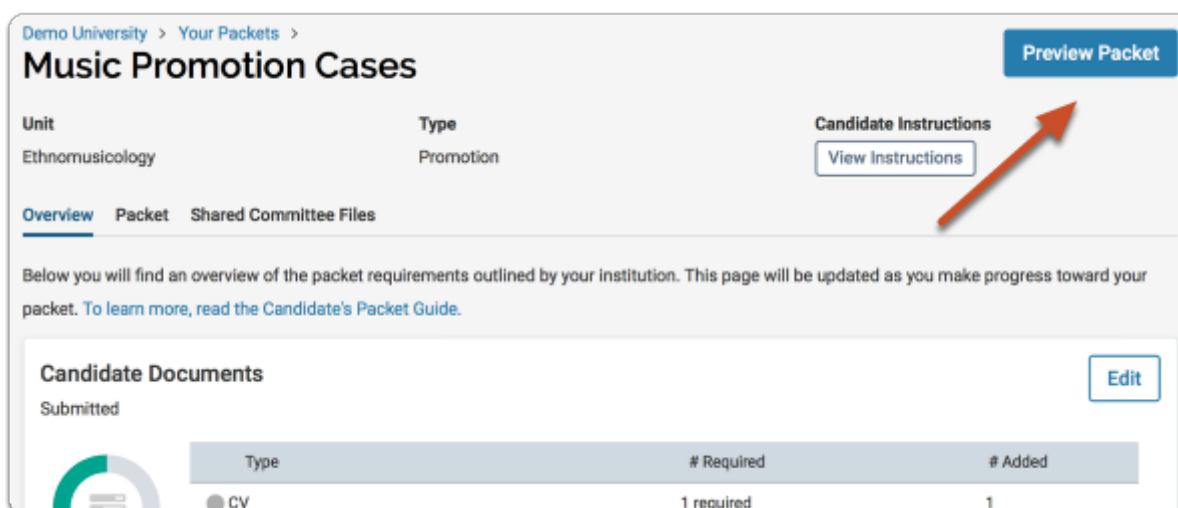 Demo University > Your Packets >
Music Promotion Cases
Preview Packet
Unit
Type
Candidate Instructions
Ethnomusicology
Promotion
View Instructions
Overview Packet Shared Committee Files
Below you will find an overview of the packet requirements outlined by your institution. This page will be updated as you make progress toward your
packet. To learn more, read the Candidate's Packet Guide.
Candidate Documents
Edit
Submitted
Type # Required # Added
CV 1 required 1